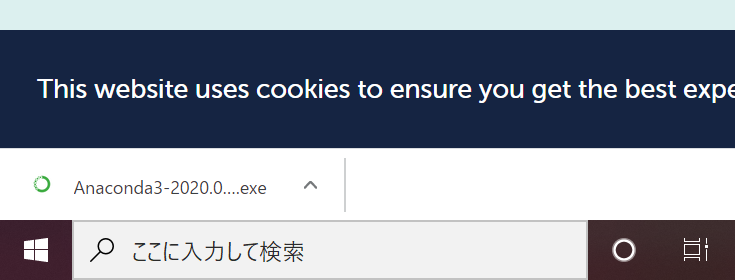 This website uses cookies to ensure you get the best expe
Anaconda3-2020.0....exe
ここに入力して検索